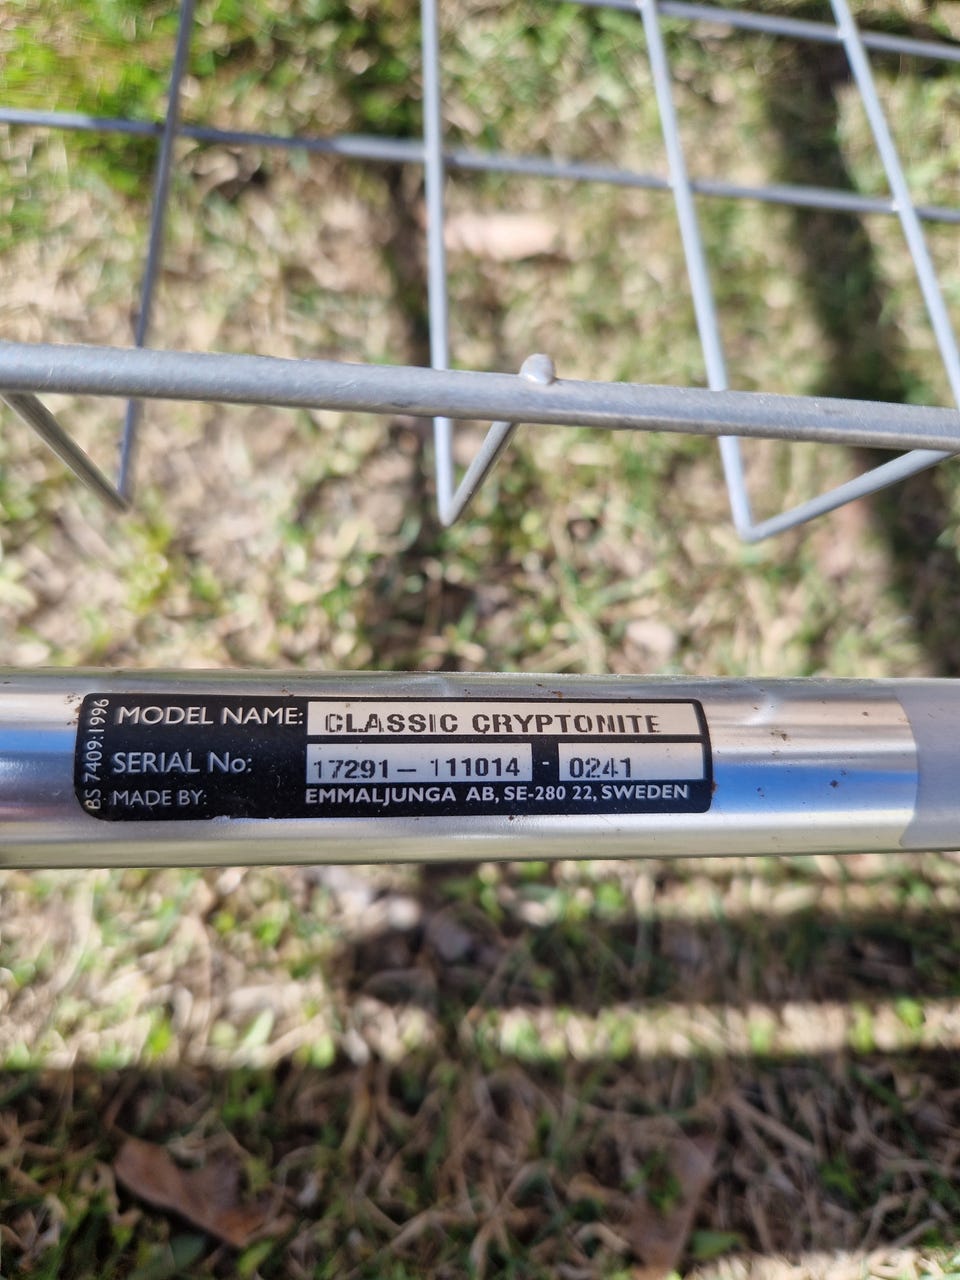 BS 7409:1996
MODEL NAME: CLASSIC CRYPTONITE
SERIAL No: 17291-111014 - 0241
MADE BY: EMMALJUNGA AB, SE-280 22, SWEDEN